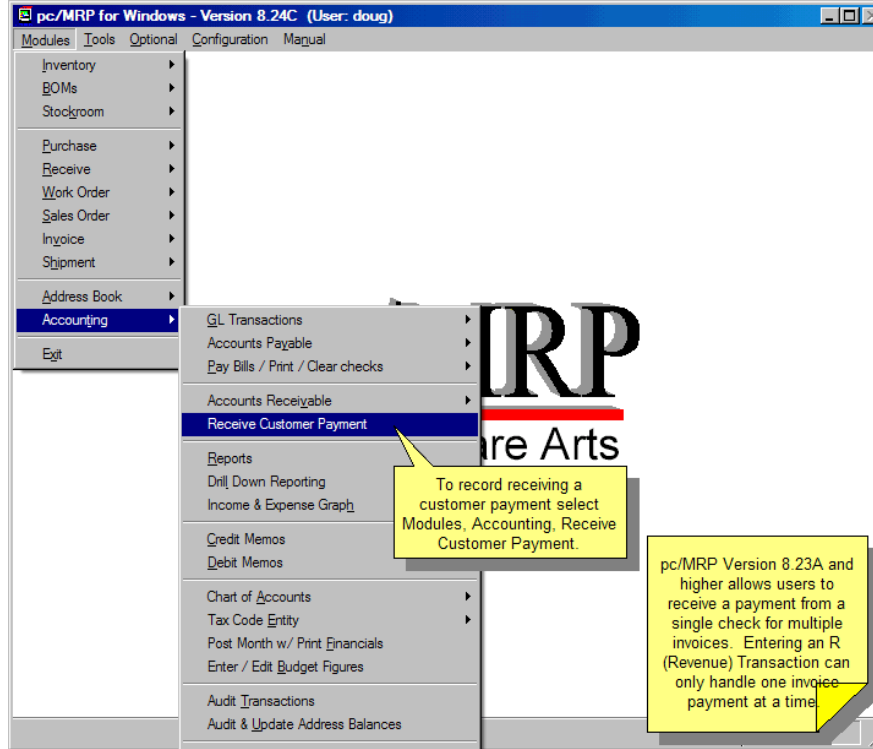 pc/MRP for Windows - Version 8.24C (User: doug)
Modules Tools Optional Configuration Manual
Inventory
BOMs
Stockroom
Purchase
Receive
Work Order
Sales Order
Invoice
Shipment
Address Book
Accounting
Exit
GL Transactions
Accounts Payable
Pay Bills / Print / Clear checks
Accounts Receivable
Receive Customer Payment
Reports
Drill Down Reporting
Income & Expense Graph
Credit Memos
Debit Memos
Chart of Accounts
Tax Code Entity
Post Month w/ Print Financials
Enter / Edit Budget Figures
Audit Transactions
Audit & Update Address Balances
MRP
are Arts
To record receiving a
customer payment select
Modules, Accounting, Receive
Customer Payment.
pc/MRP Version 8.23A and
higher allows users to
receive a payment from a
single check for multiple
invoices. Entering an R
(Revenue) Transaction can
only handle one invoice
payment at a time.